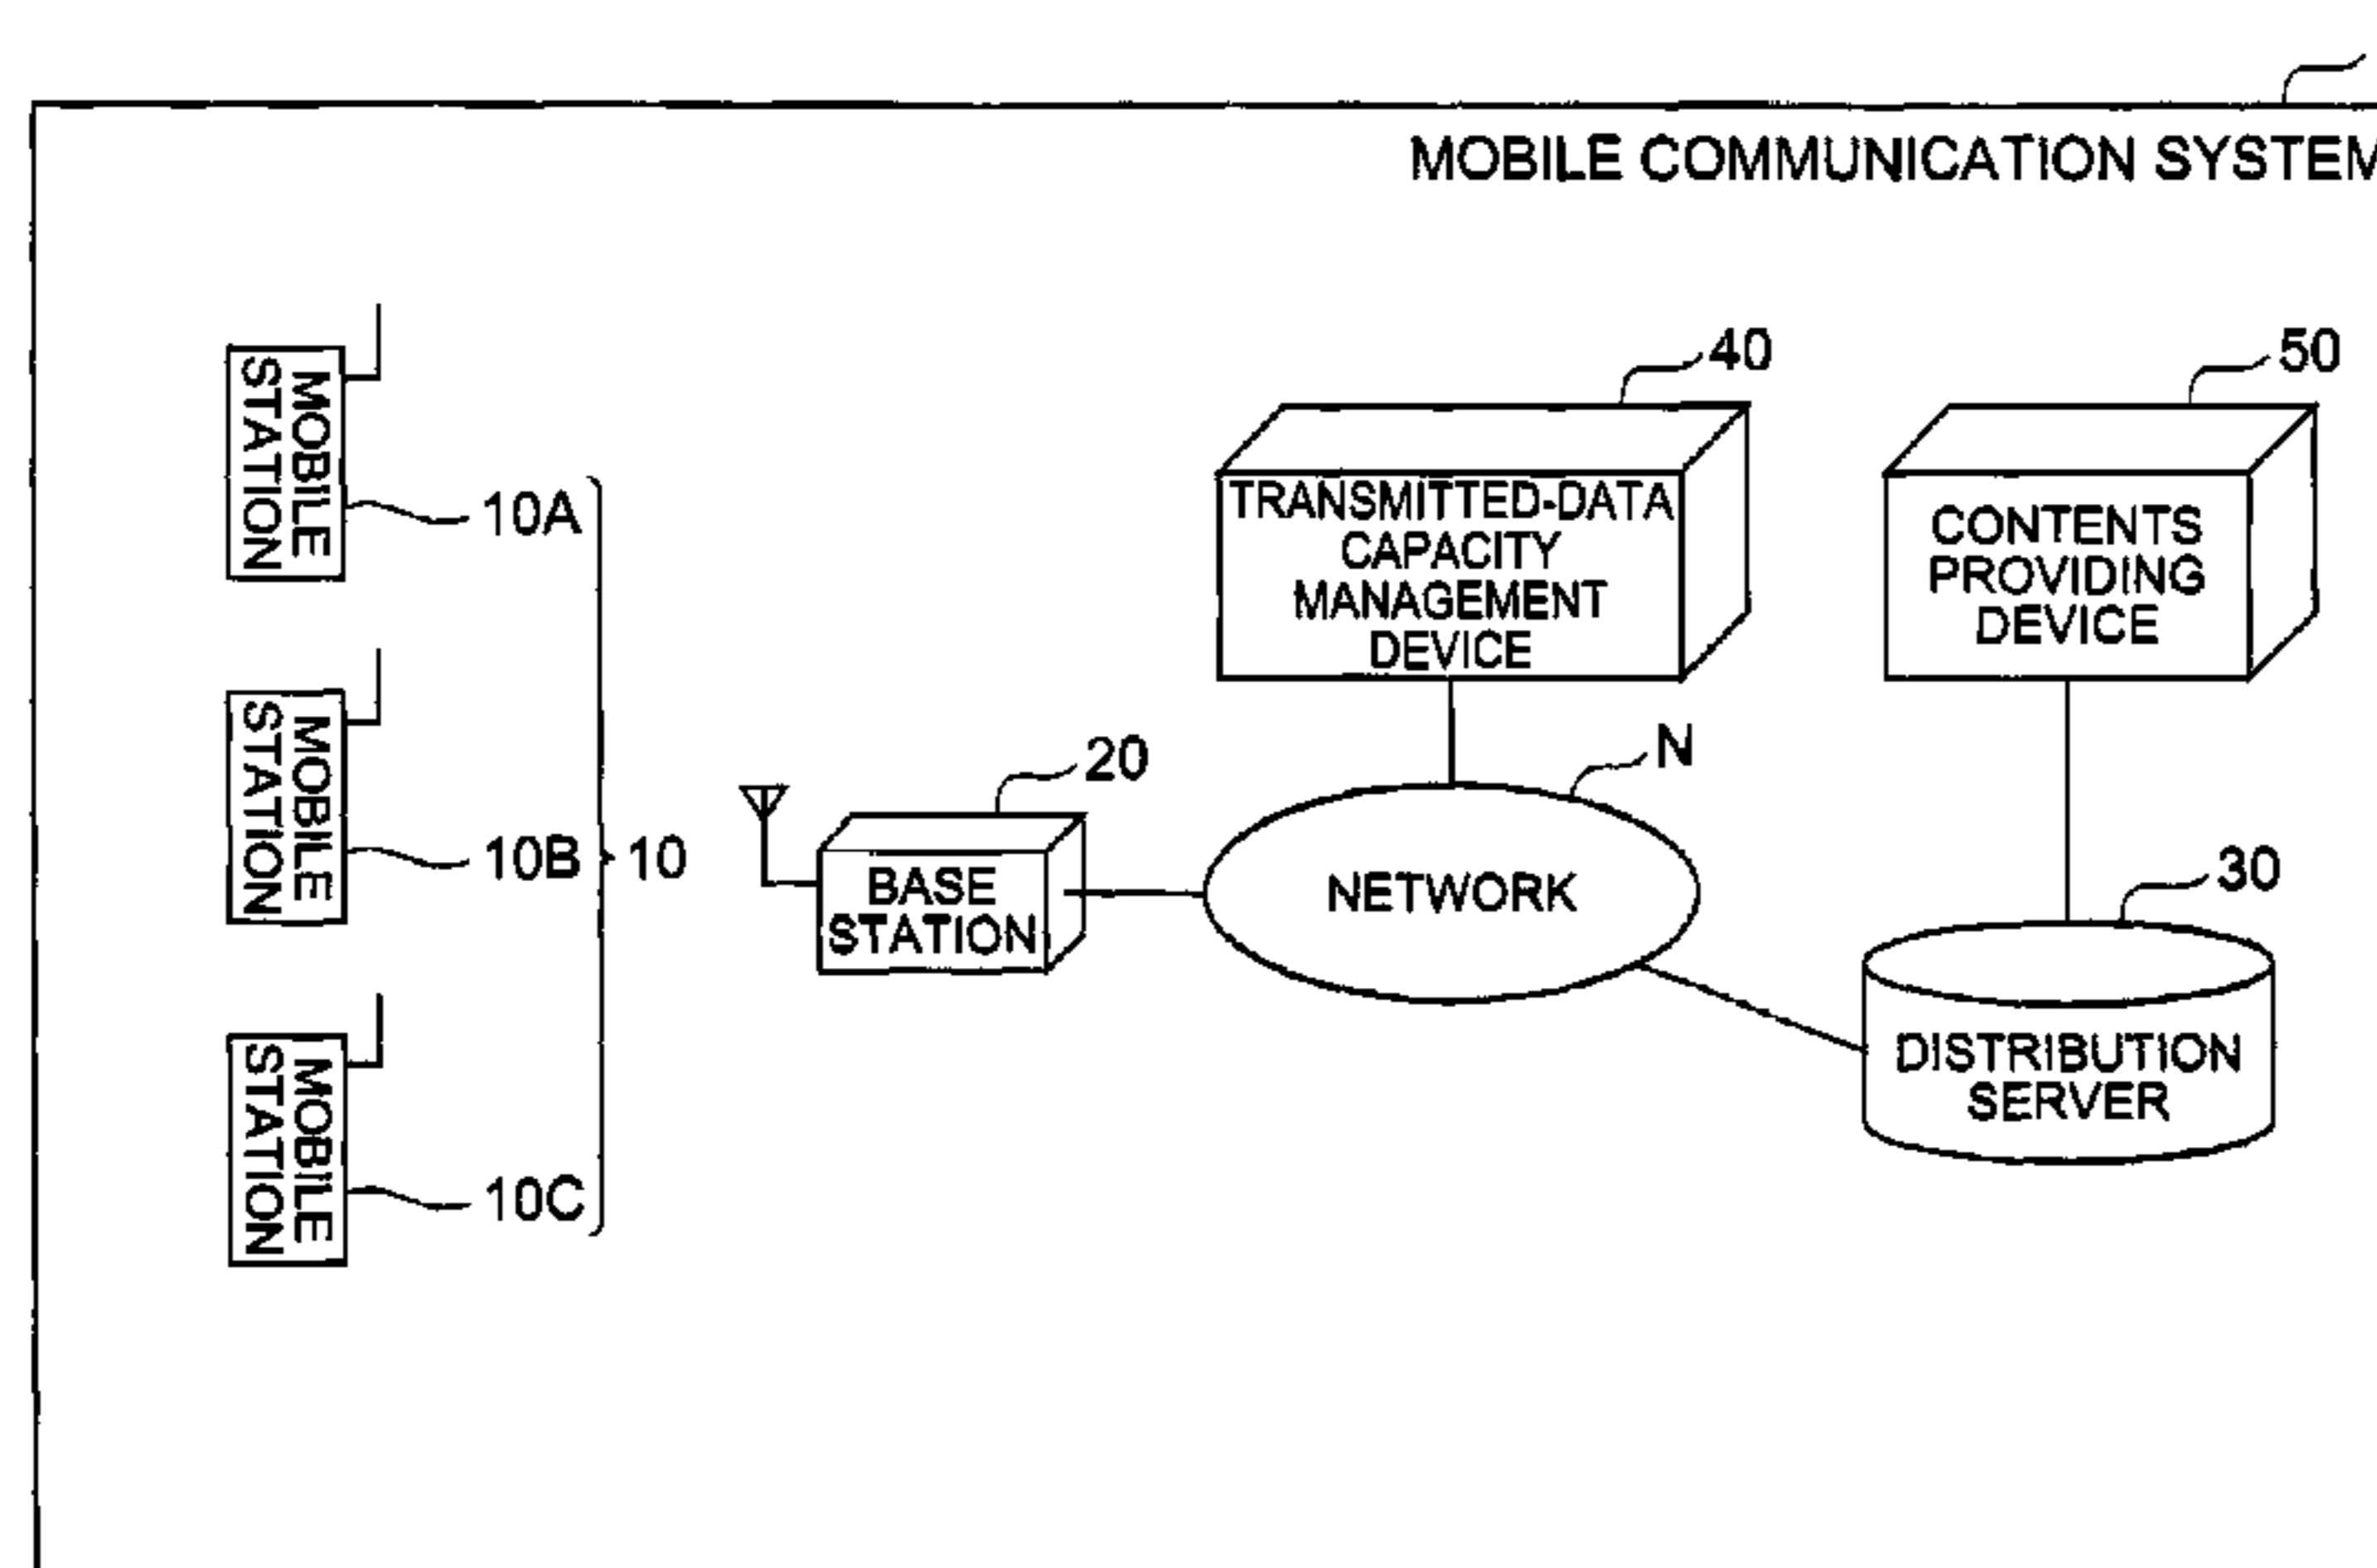 MOBILE COMMUNICATION SYSTEM
MOBILE
STATION
10A
MOBILE
STATION
10B
10
MOBILE
STATION
10C
20
BASE
STATION
40
TRANSMITTED-DATA
CAPACITY
MANAGEMENT
DEVICE
N
NETWORK
50
CONTENTS
PROVIDING
DEVICE
30
DISTRIBUTION
SERVER